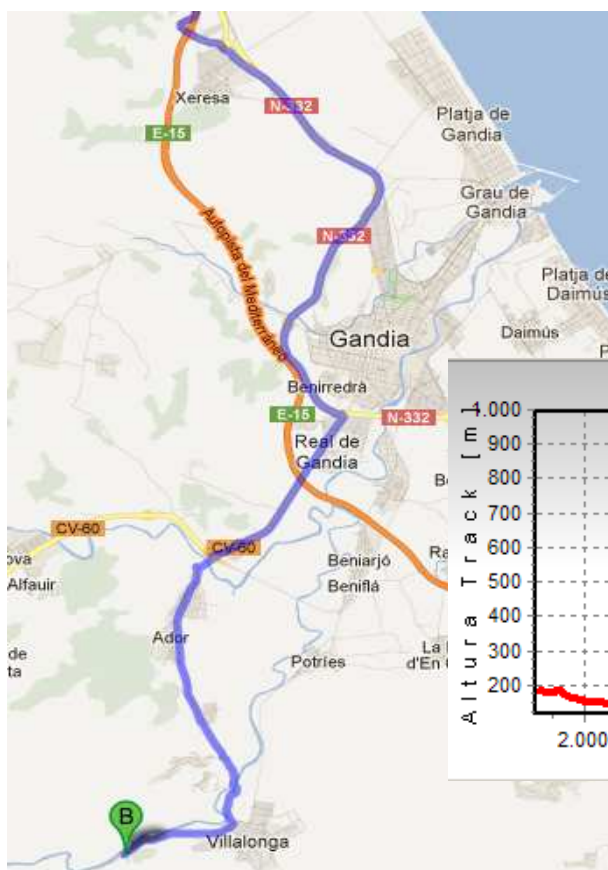 Xeresa
N-332
E-15
Platja de
Gandia
Grau de
Gandia
Autopista del Mediterráneo
N-332
Platja de
Daimús
Gandia
Daimús
Benirredrà
E-15
N-332
Real de
Gandia
CV-60
CV-60
Alfauir
Beniarjó
Beniflá
Ador
Potríes
d'En
Villalonga
B
Altura Track [m]
1.000
900
800
700
600
500
400
300
200
2.000